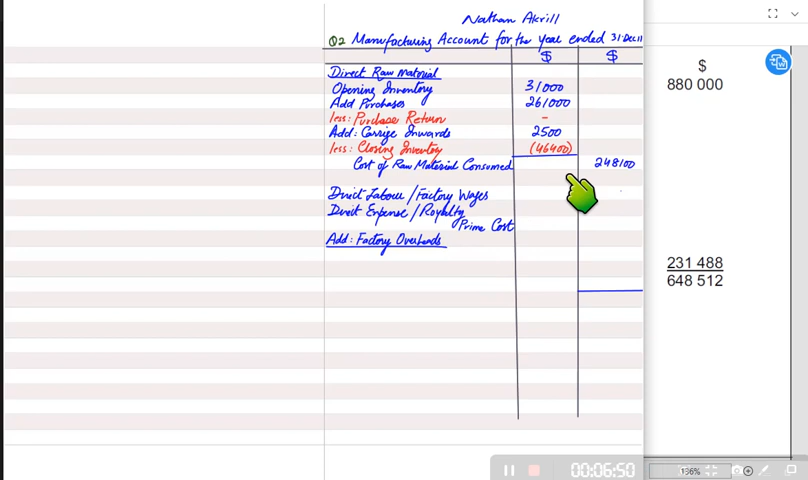 Nathan Akrill
Q2 Manufacturing Account for the year ended 31 Dec 11
$ $
Direct Raw Material
Opening Inventory 31000
Add Purchases 261000
less: Purchase Return -
Add: Carrige Inwards 2500
less: Closing Inventory (46400)
Cost of Raw Material Consumed 248100
Direct Labour / Factory Wages
Direct Expense / Royalty
Prime Cost
Add: Factory Overheads
$
880 000
231 488
648 512
00:06:50
136%